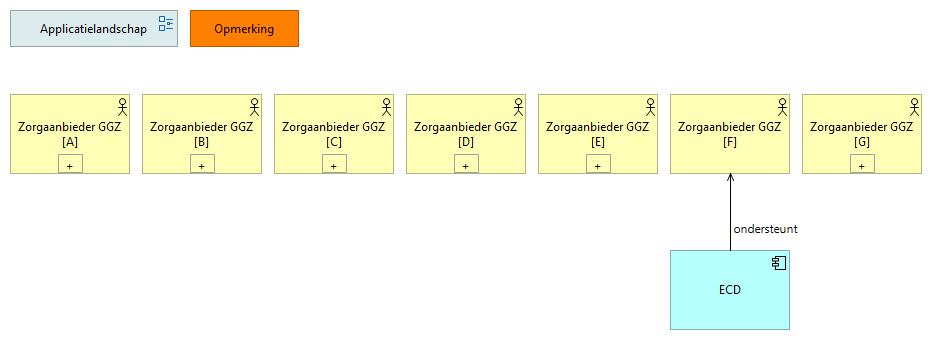 Applicatielandschap
Opmerking
Zorgaanbieder GGZ
[A]
+
Zorgaanbieder GGZ
[B]
+
Zorgaanbieder GGZ
[C]
+
Zorgaanbieder GGZ
[D]
+
Zorgaanbieder GGZ
[E]
+
Zorgaanbieder GGZ
[F]
Zorgaanbieder GGZ
[G]
+
ondersteunt
ECD